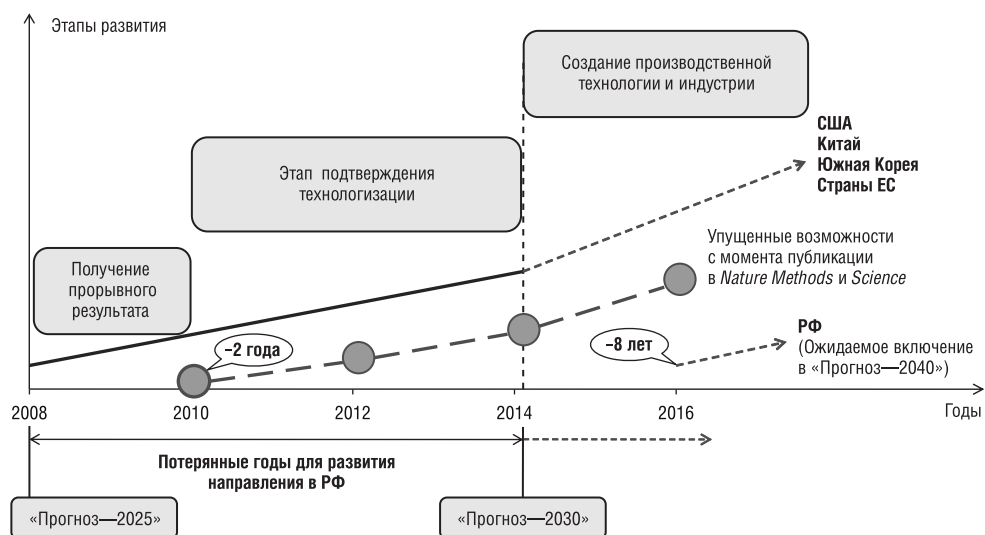 Этапы развития
Создание производственной
технологии и индустрии
США
Китай
Южная Корея
Страны ЕС
Этап подтверждения
технологизации
Упущенные возможности
с момента публикации
в Nature Methods и Science
Получение
прорывного
результата
–2 года
–8 лет
РФ
(Ожидаемое включение
в «Прогноз—2040»)
2008
2010
2012
2014
2016
Годы
Потерянные годы для развития
направления в РФ
«Прогноз—2025»
«Прогноз—2030»